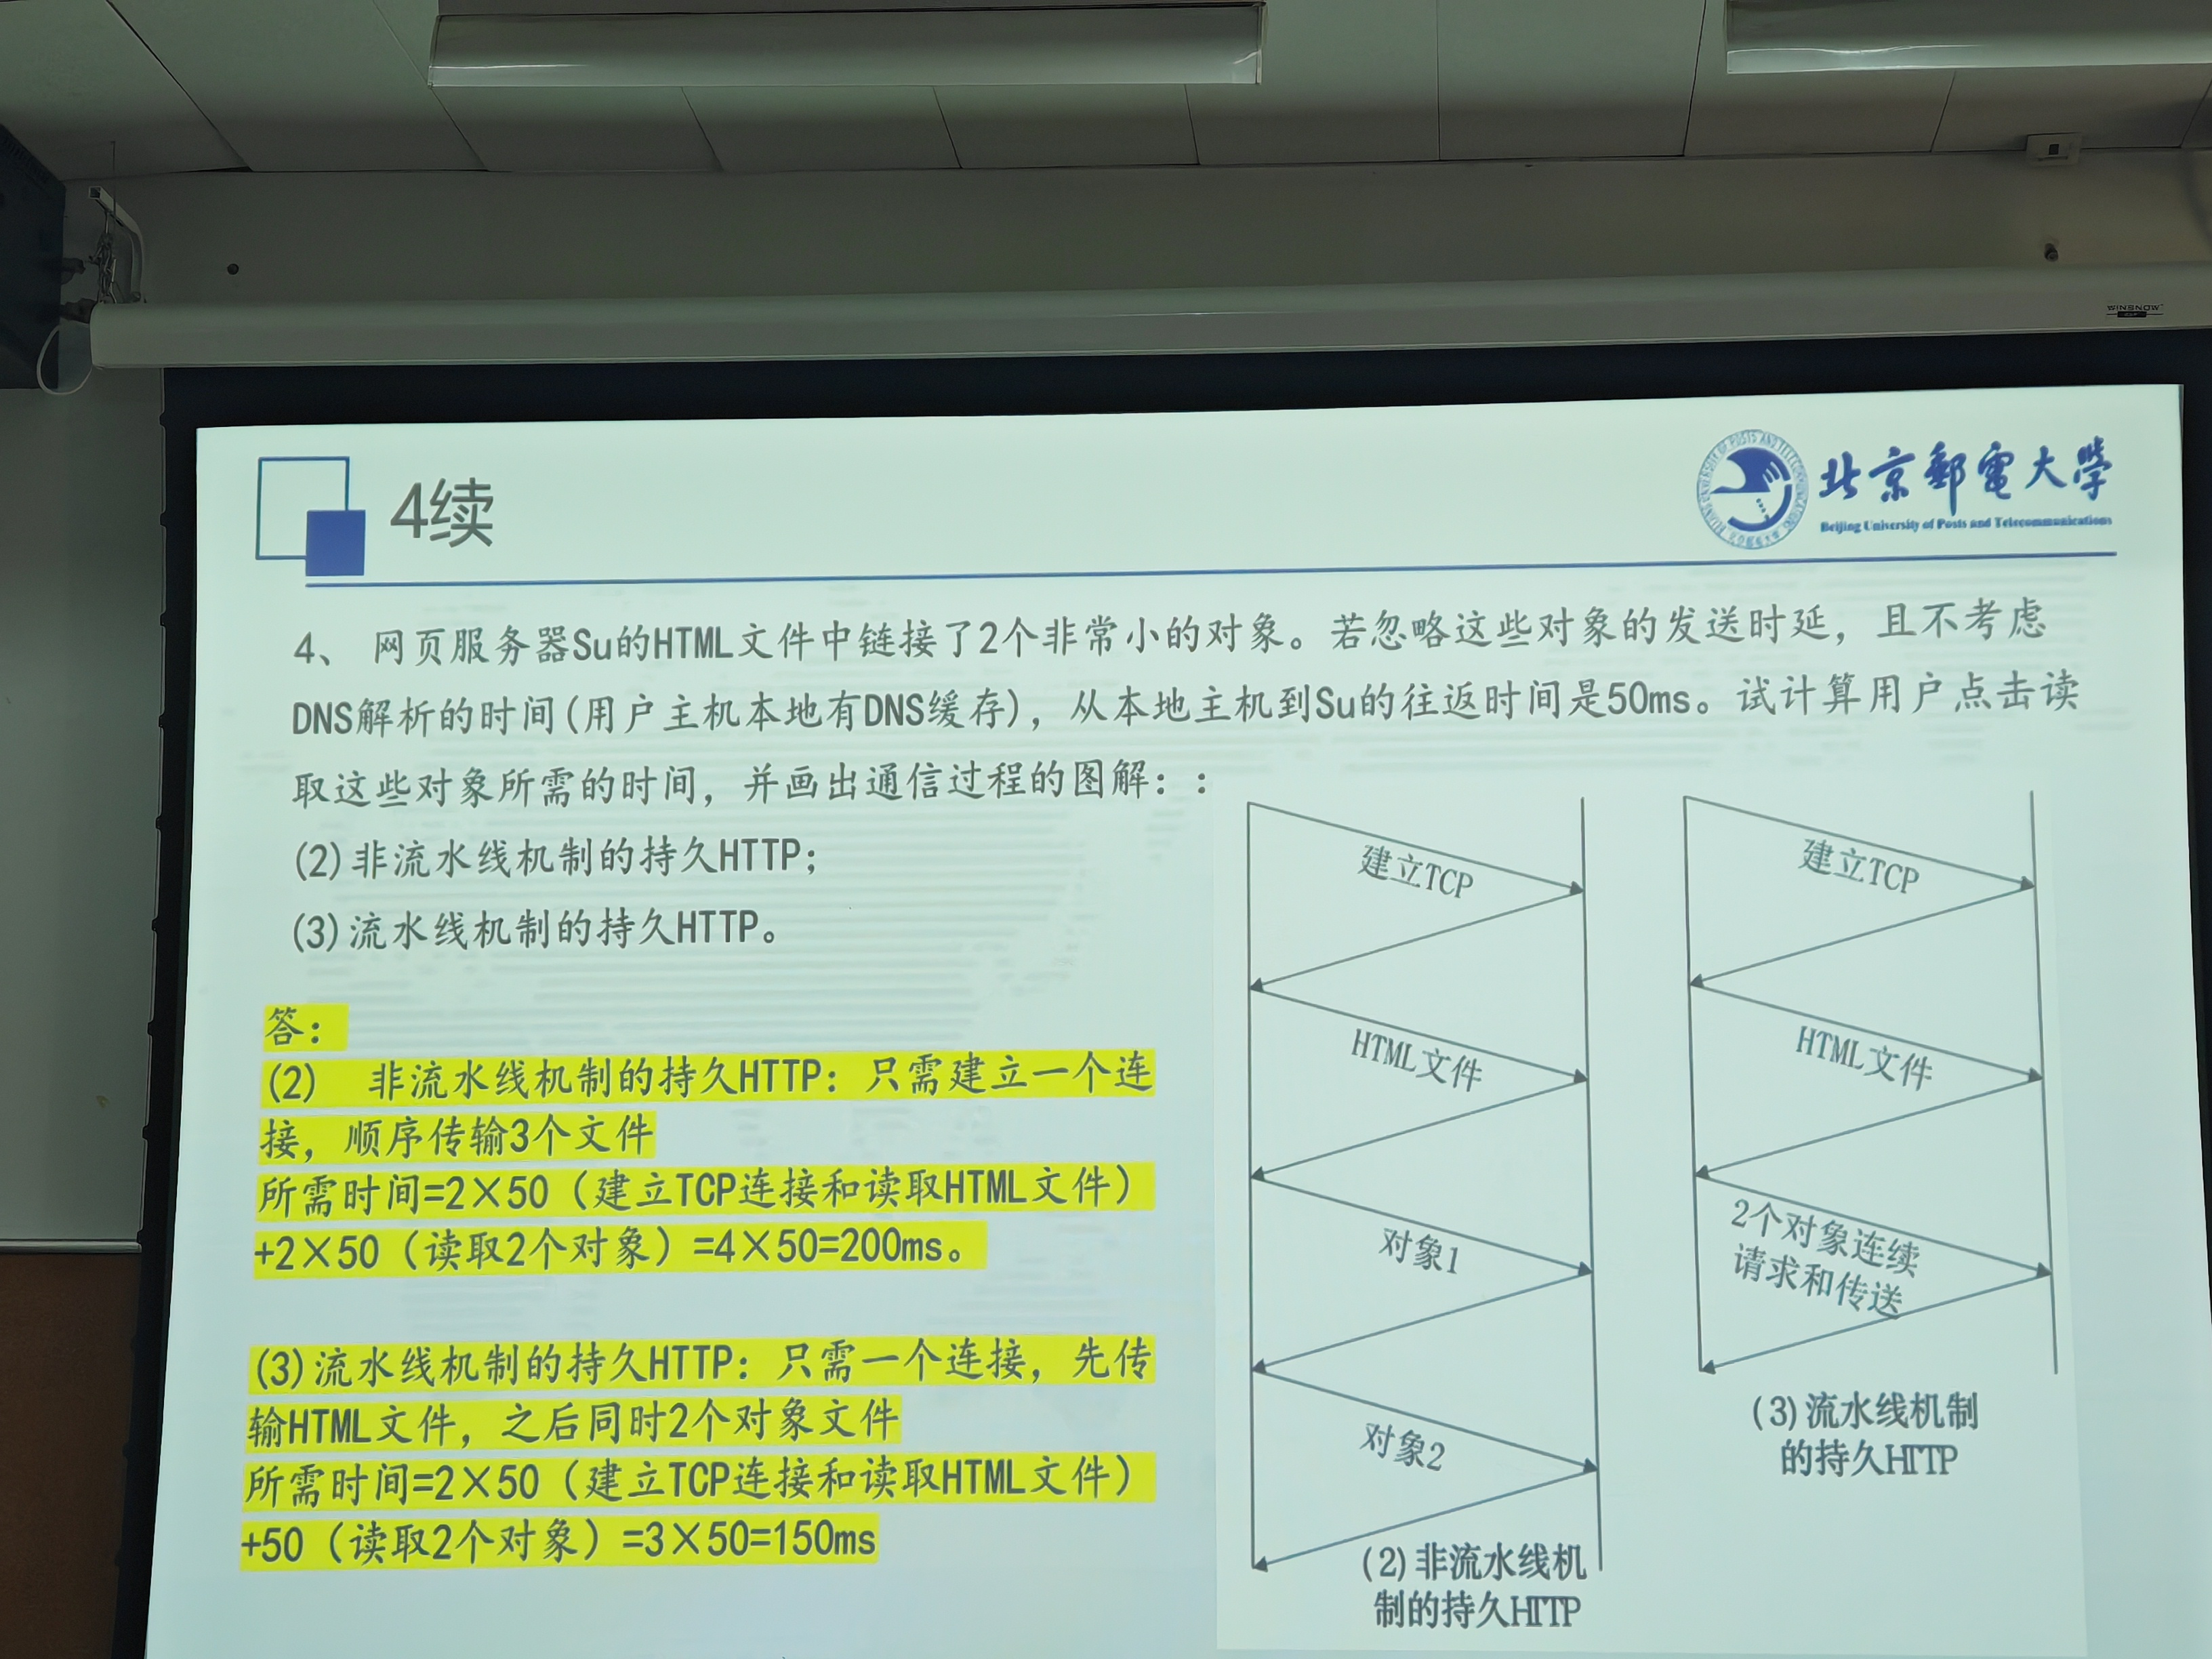 WINSNOW
4续
北京邮电大学
Beijing University of Posts and Telecommunications
4、 网页服务器Su的HTML文件中链接了2个非常小的对象。若忽略这些对象的发送时延，且不考虑
DNS解析的时间(用户主机本地有DNS缓存)，从本地主机到Su的往返时间是50ms。试计算用户点击读
取这些对象所需的时间，并画出通信过程的图解：：
(2)非流水线机制的持久HTTP；
(3)流水线机制的持久HTTP。
答：
(2) 非流水线机制的持久HTTP：只需建立一个连
接，顺序传输3个文件
所需时间=2×50（建立TCP连接和读取HTML文件）
+2×50（读取2个对象）=4×50=200ms。
(3)流水线机制的持久HTTP：只需一个连接，先传
输HTML文件，之后同时2个对象文件
所需时间=2×50（建立TCP连接和读取HTML文件）
+50（读取2个对象）=3×50=150ms
建立TCP
HTML文件
对象1
对象2
(2)非流水线机
制的持久HTTP
建立TCP
HTML文件
2个对象连续
请求和传送
(3)流水线机制
的持久HTTP